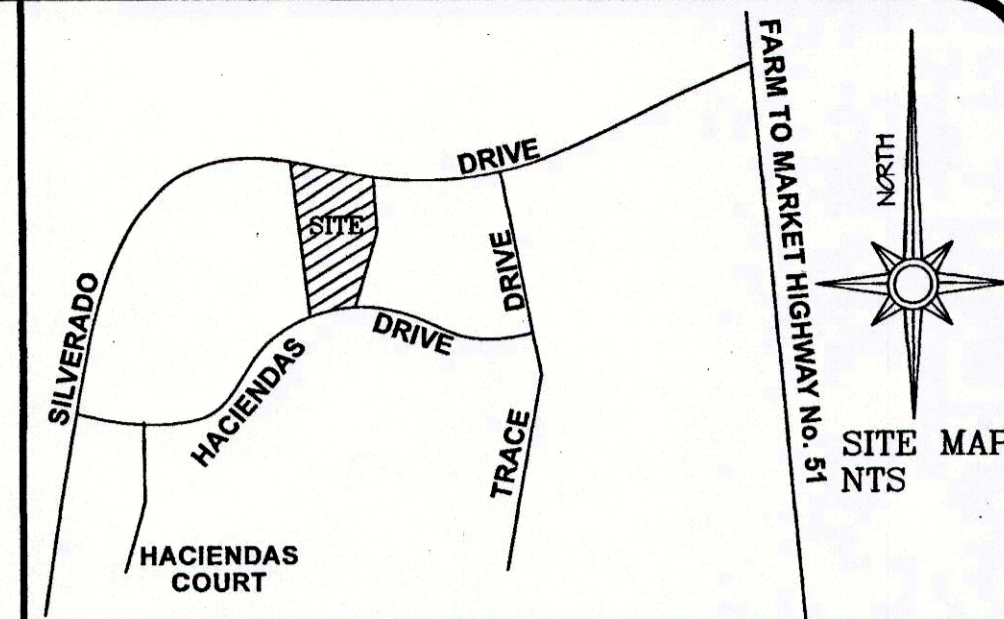 FARM TO MARKET HIGHWAY No. 51
NORTH
SILVERADO DRIVE
SITE
TRACE DRIVE
HACIENDAS DRIVE
HACIENDAS
COURT
SITE MAP
NTS